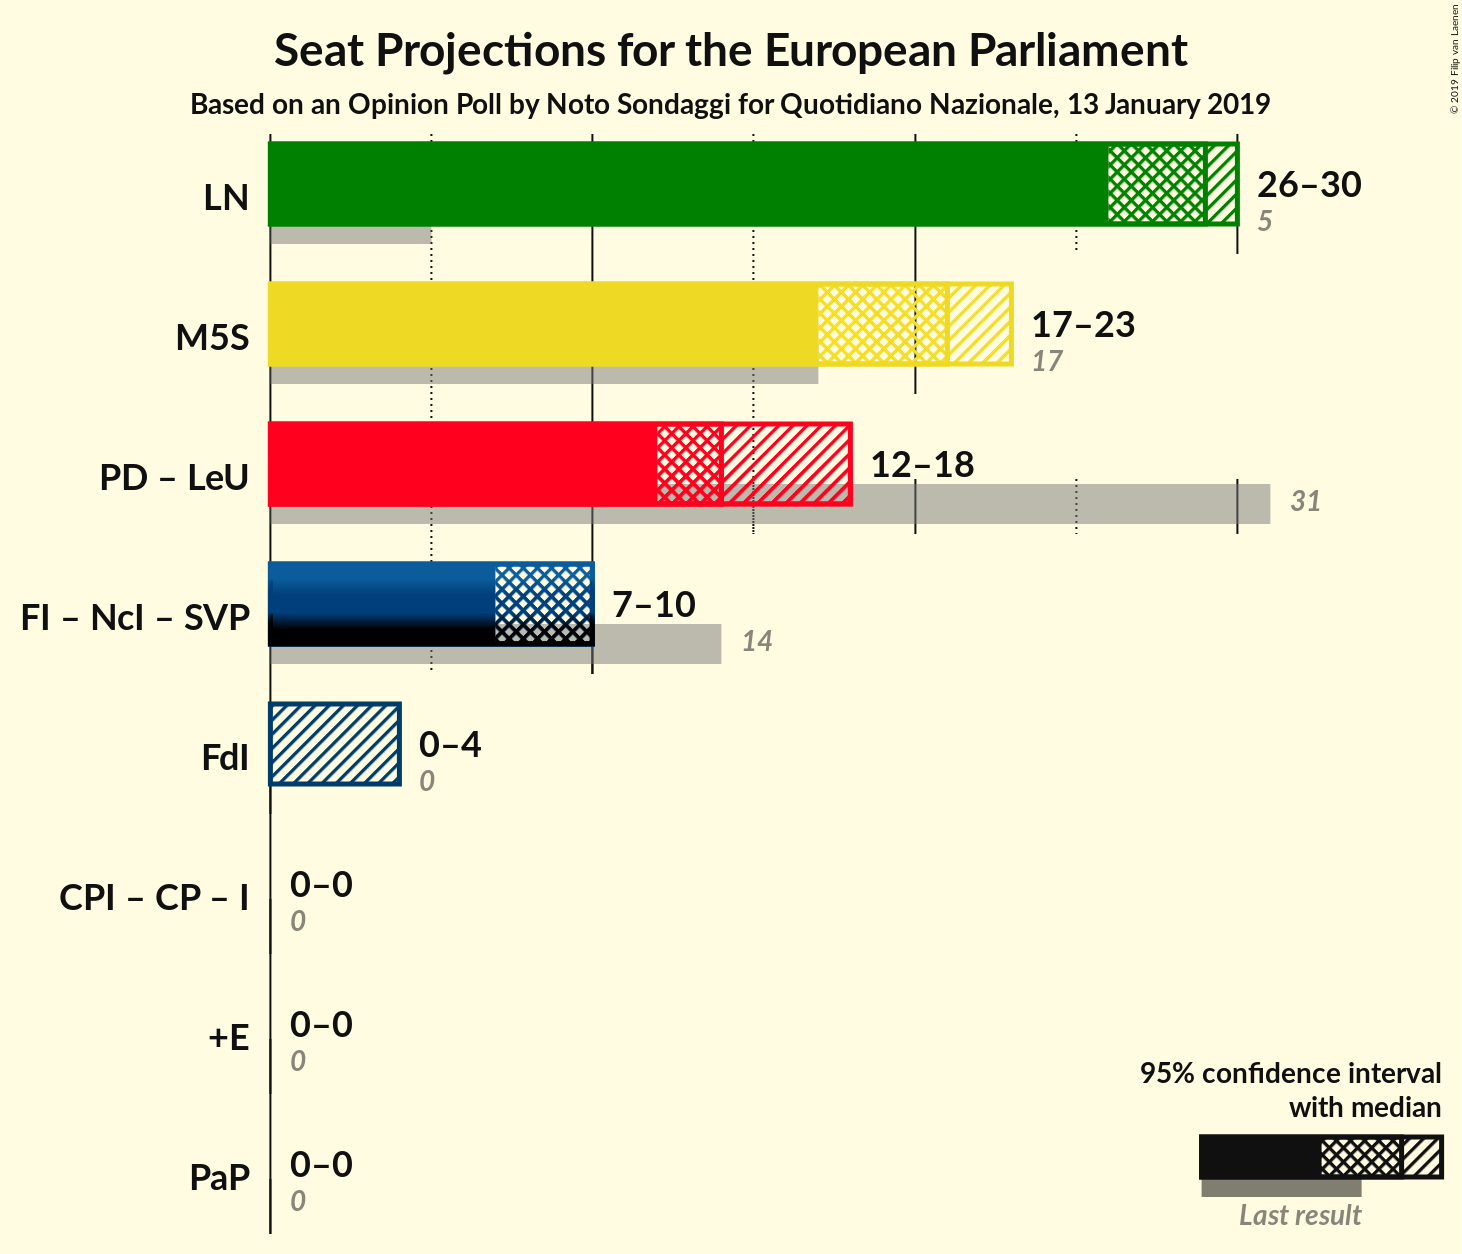 Seat Projections for the European Parliament
Based on an Opinion Poll by Noto Sondaggi for Quotidiano Nazionale, 13 January 2019
© 2019 Filip van Laenen
LN
26–30
5
M5S
17–23
17
PD – LeU
12–18
31
FI – NcI – SVP
7–10
14
FdI
0–4
0
CPI – CP – I
0–0
0
+E
0–0
0
PaP
0–0
0
95% confidence interval
with median
Last result